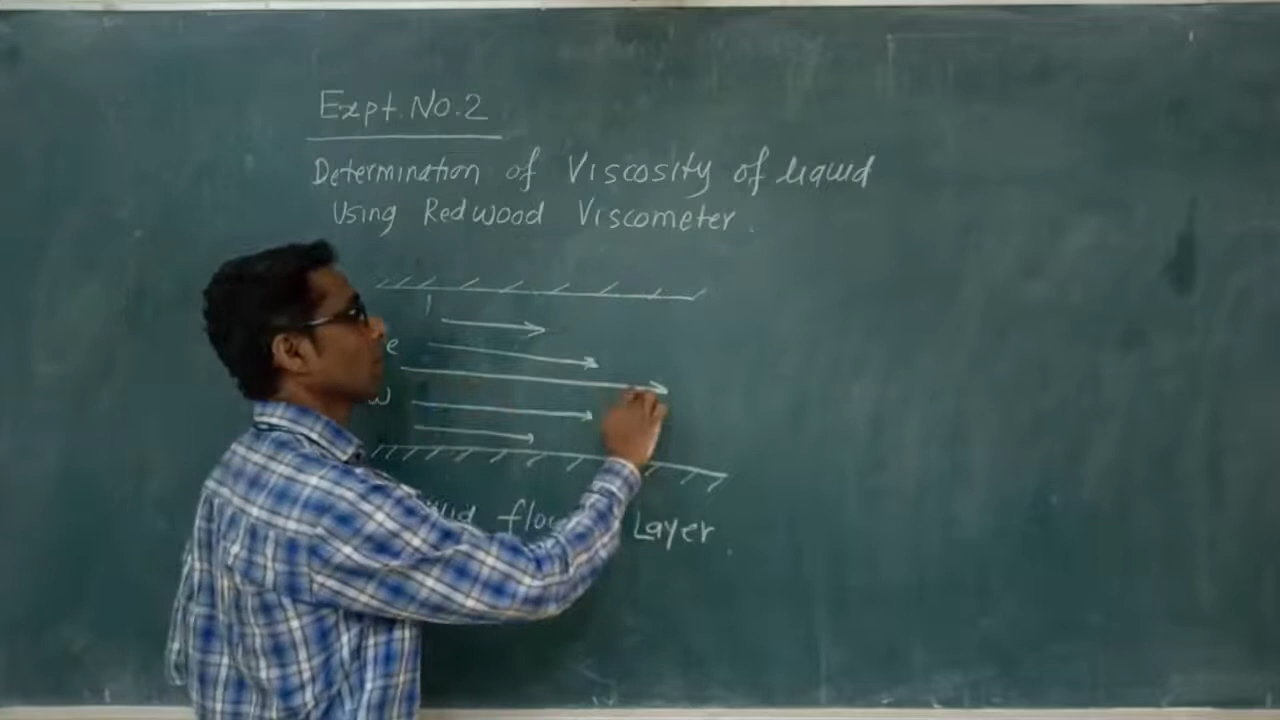 Expt. No. 2
Determination of Viscosity of liquid
Using Redwood Viscometer.
Layer.